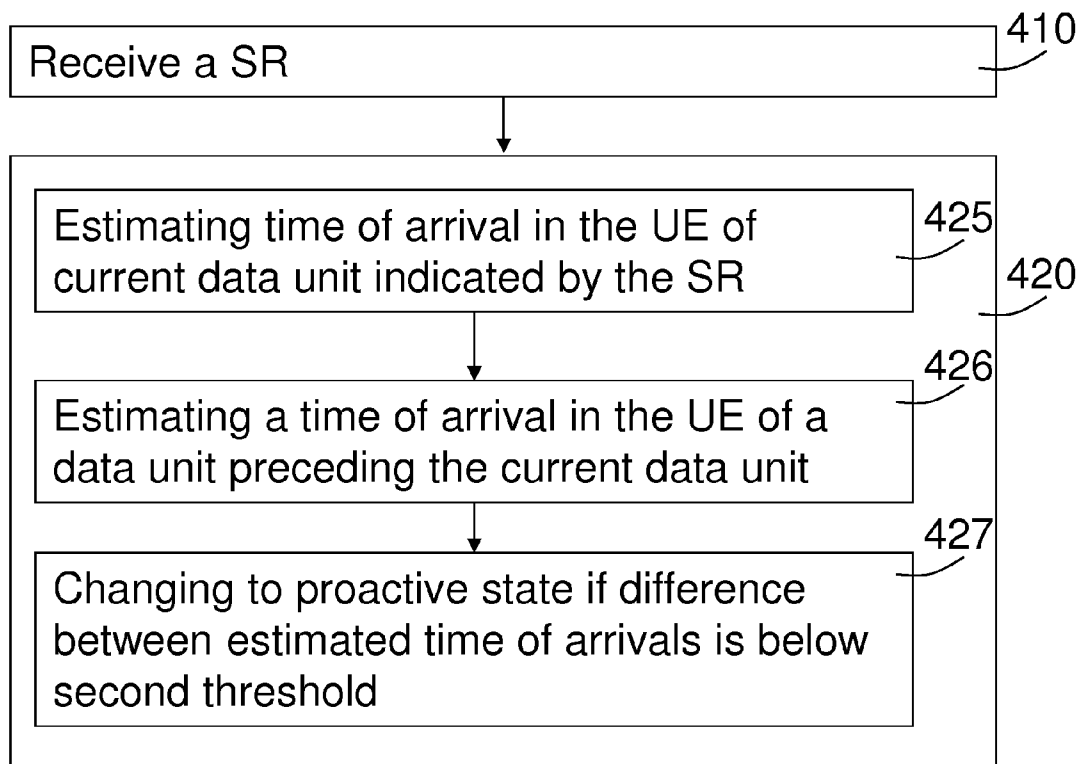 410
Receive a SR
Estimating time of arrival in the UE of
current data unit indicated by the SR
425
420
Estimating a time of arrival in the UE of a
data unit preceding the current data unit
426
Changing to proactive state if difference
between estimated time of arrivals is below
second threshold
427